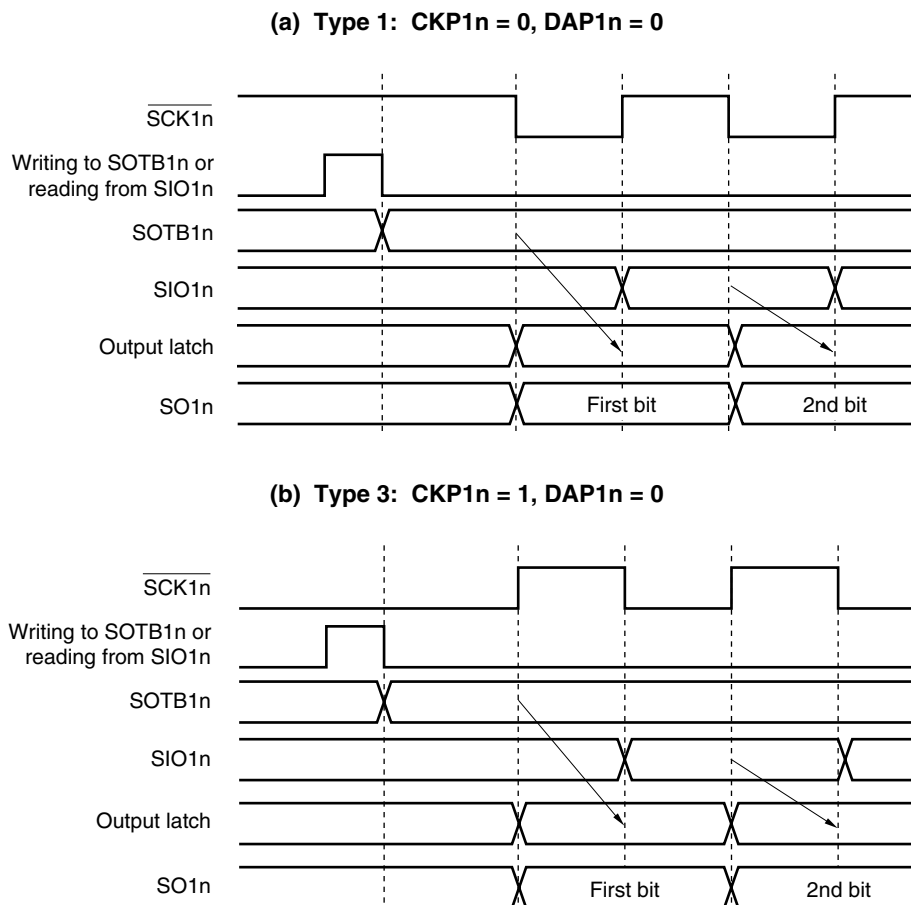 (a) Type 1: CKP1n = 0, DAP1n = 0
SCK1n
Writing to SOTB1n or
reading from SIO1n
SOTB1n
SIO1n
Output latch
SO1n
First bit
2nd bit
(b) Type 3: CKP1n = 1, DAP1n = 0
SCK1n
Writing to SOTB1n or
reading from SIO1n
SOTB1n
SIO1n
Output latch
SO1n
First bit
2nd bit